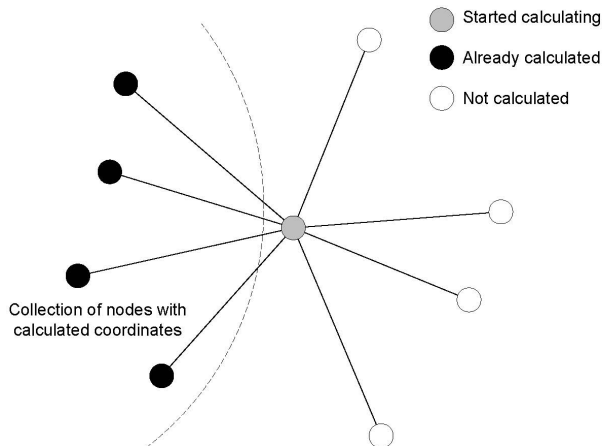 Started calculating
Already calculated
Not calculated
Collection of nodes with
calculated coordinates